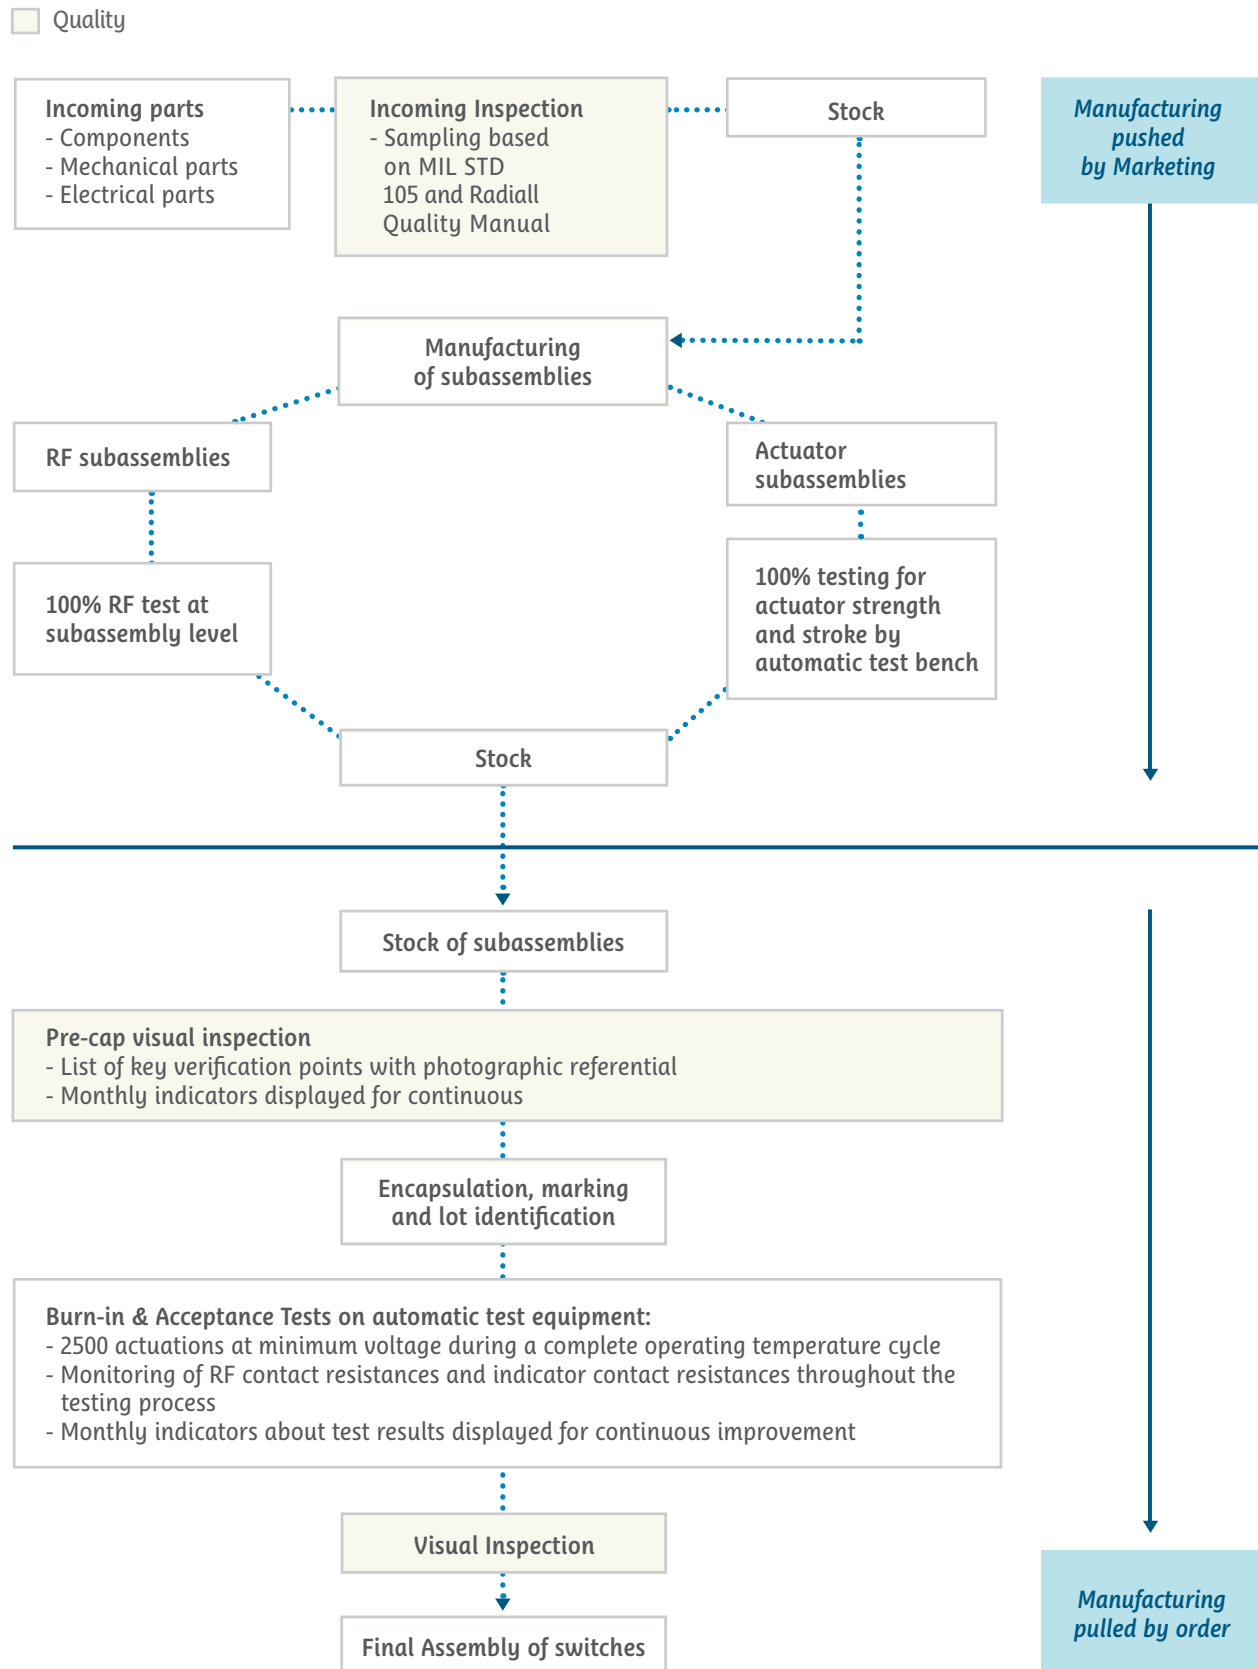 Quality
Incoming parts
- Components
- Mechanical parts
- Electrical parts
Incoming Inspection
- Sampling based
on MIL STD
105 and Radiall
Quality Manual
Stock
Manufacturing
pushed
by Marketing
Manufacturing
of subassemblies
RF subassemblies
Actuator
subassemblies
100% RF test at
subassembly level
100% testing for
actuator strength
and stroke by
automatic test bench
Stock
Stock of subassemblies
Pre-cap visual inspection
- List of key verification points with photographic referential
- Monthly indicators displayed for continuous
Encapsulation, marking
and lot identification
Burn-in & Acceptance Tests on automatic test equipment:
- 2500 actuations at minimum voltage during a complete operating temperature cycle
- Monitoring of RF contact resistances and indicator contact resistances throughout the
testing process
- Monthly indicators about test results displayed for continuous improvement
Visual Inspection
Final Assembly of switches
Manufacturing
pulled by order